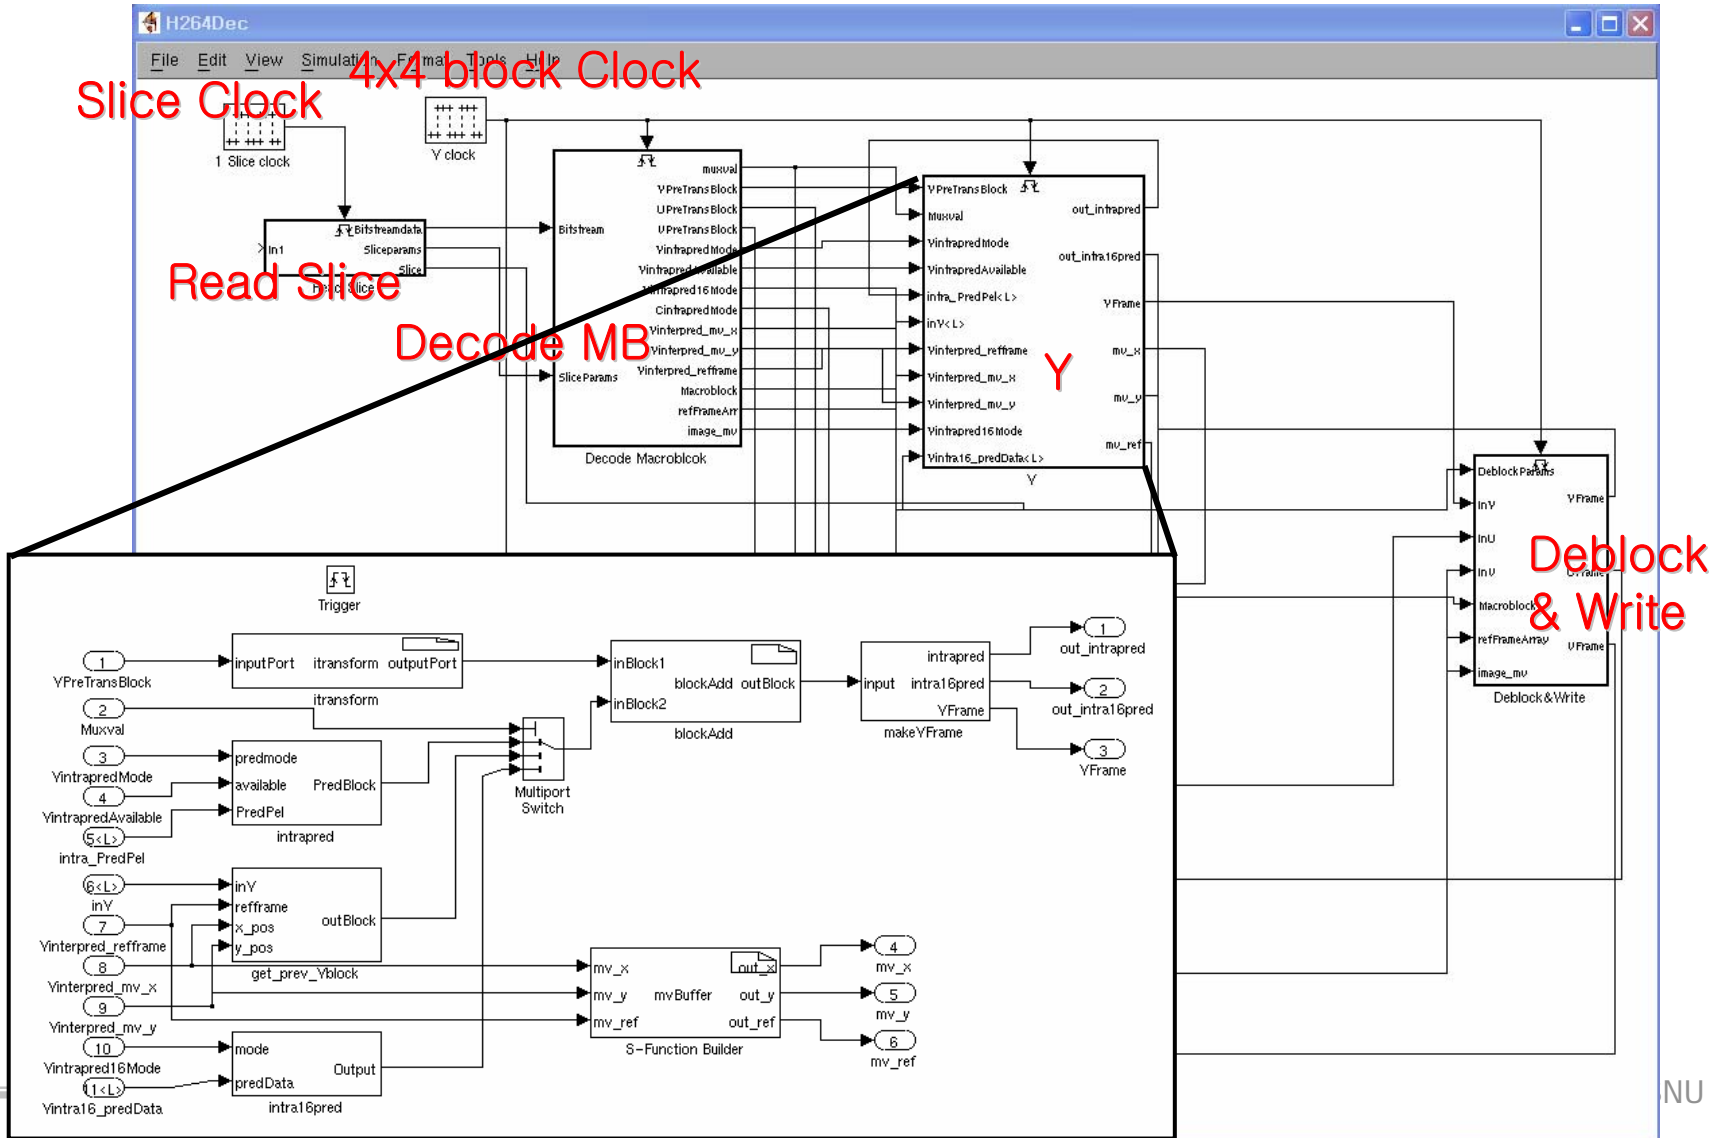 H264Dec
File Edit View Simulation Format Tools Help
4x4 block Clock
Slice Clock
1 Slice clock
Y clock
In1
Bitstreamdata
Sliceparams
Slice
Read Slice
Read Slice
Bitstream
SliceParams
muxval
YPreTransBlock
UPreTransBlock
VPreTransBlock
YintrapredMode
YintrapredAvailable
Yintrapred16Mode
CintrapredMode
Yinterpred_mv_x
Yinterpred_mv_y
Yinterpred_refframe
Macroblock
refFrameArr
image_mv
Decode MB
Decode Macroblcok
YPreTransBlock
Muxval
YintrapredMode
YintrapredAvailable
intra_PredPel<L>
inY<L>
Yinterpred_refframe
Yinterpred_mv_x
Yinterpred_mv_y
Yintrapred16Mode
Yintra16_predData<L>
out_intrapred
out_intra16pred
YFrame
mv_x
mv_y
mv_ref
Y
Y
DeblockParams
InY
InU
InV
Macroblock
refFrameArray
image_mv
YFrame
UFrame
VFrame
Deblock
& Write
Deblock&Write
Trigger
1
YPreTransBlock
2
Muxval
3
YintrapredMode
4
YintrapredAvailable
5<L>
intra_PredPel
6<L>
inY
7
Yinterpred_refframe
8
Yinterpred_mv_x
9
Yinterpred_mv_y
10
Yintrapred16Mode
11<L>
Yintra16_predData
inputPort itransform outputPort
itransform
predmode
available PredBlock
PredPel
intrapred
inY
refframe
outBlock
x_pos
y_pos
get_prev_Yblock
mode
Output
predData
intra16pred
Multiport
Switch
inBlock1
blockAdd outBlock
inBlock2
blockAdd
intrapred
input intra16pred
YFrame
makeYFrame
1
out_intrapred
2
out_intra16pred
3
YFrame
mv_x out_x
mv_y mvBuffer out_y
mv_ref out_ref
S-Function Builder
4
mv_x
5
mv_y
6
mv_ref
NU